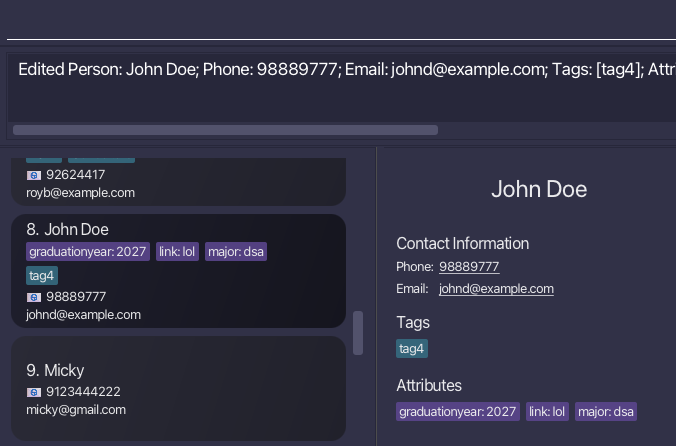 Edited Person: John Doe; Phone: 98889777; Email: johnd@example.com; Tags: [tag4]; Attr
92624417
royb@example.com
8. John Doe
graduationyear: 2027 link: lol major: dsa
tag4
98889777
johnd@example.com
9. Micky
9123444222
micky@gmail.com
John Doe
Contact Information
Phone: 98889777
Email: johnd@example.com
Tags
tag4
Attributes
graduationyear: 2027 link: lol major: dsa